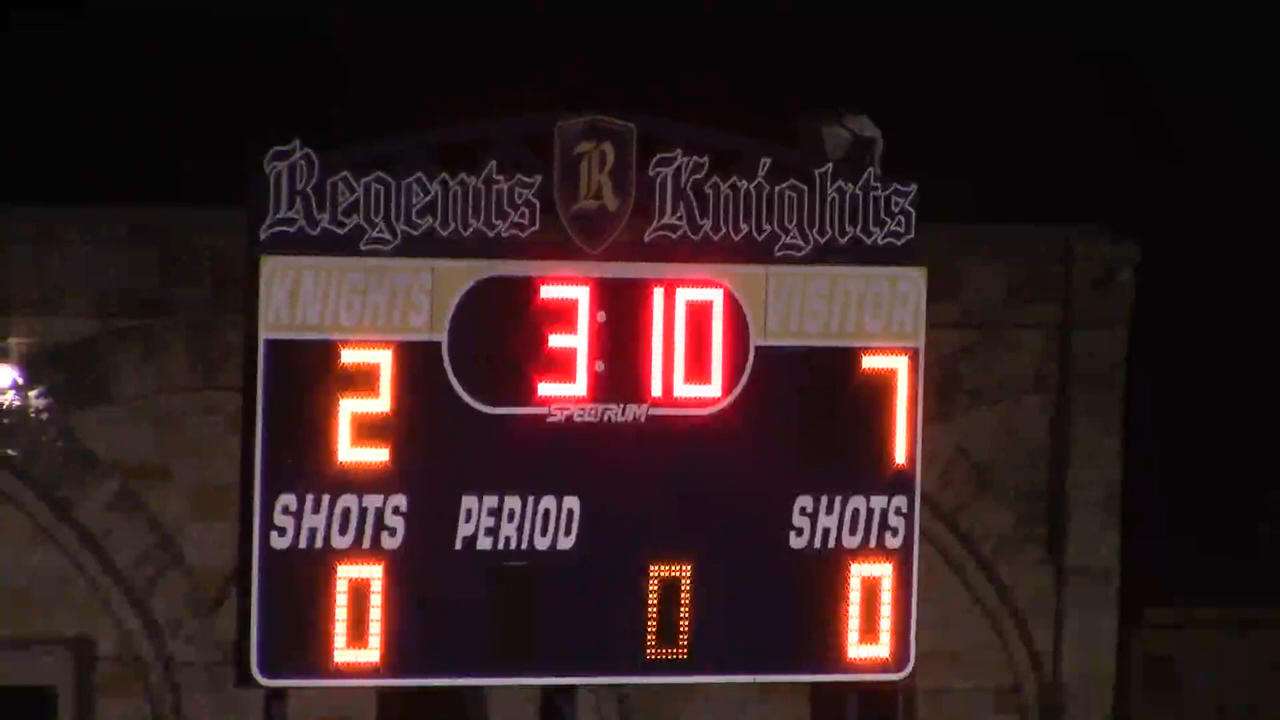 Regents R Knights
KNIGHTS 3:10 VISITOR
2 7
SPECTRUM
SHOTS PERIOD SHOTS
0 0 0